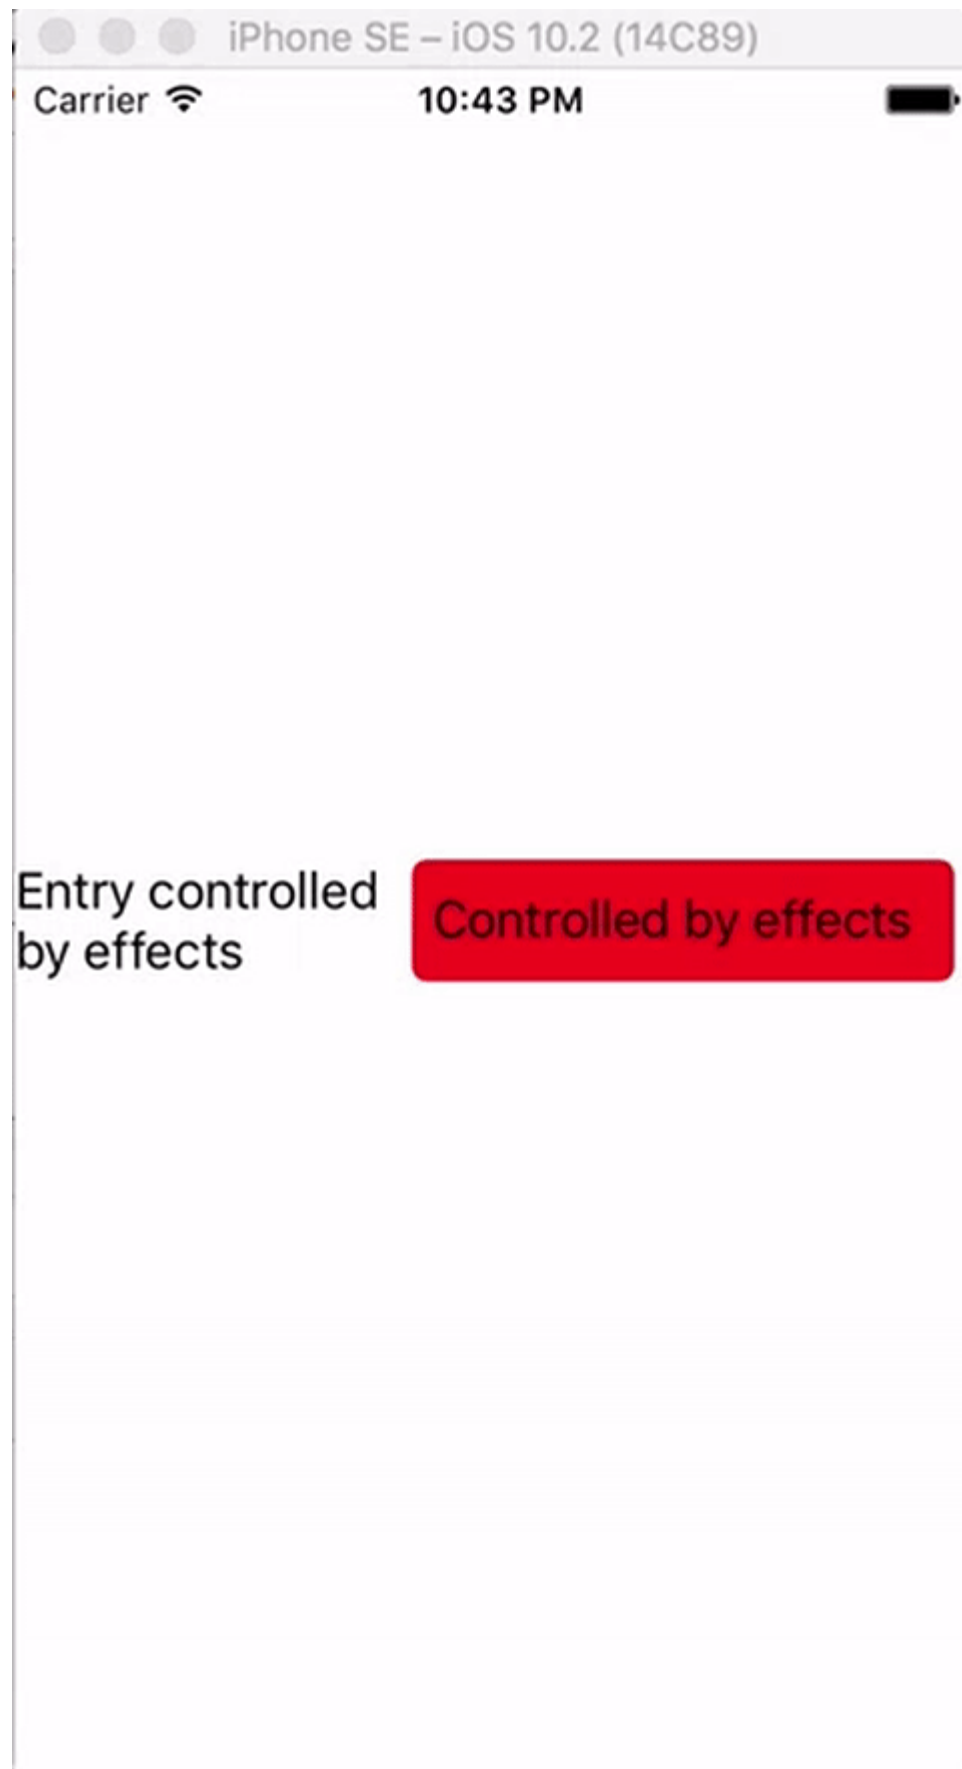 iPhone SE – iOS 10.2 (14C89)
Carrier 10:43 PM
Entry controlled
by effects
Controlled by effects